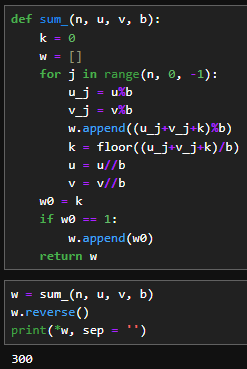 def sum_(n, u, v, b):
    k = 0
    w = []
    for j in range(n, 0, -1):
        u_j = u%b
        v_j = v%b
        w.append((u_j+v_j+k)%b)
        k = floor((u_j+v_j+k)/b)
        u = u//b
        v = v//b
    w0 = k
    if w0 == 1:
        w.append(w0)
    return w
w = sum_(n, u, v, b)
w.reverse()
print(*w, sep = '')
300